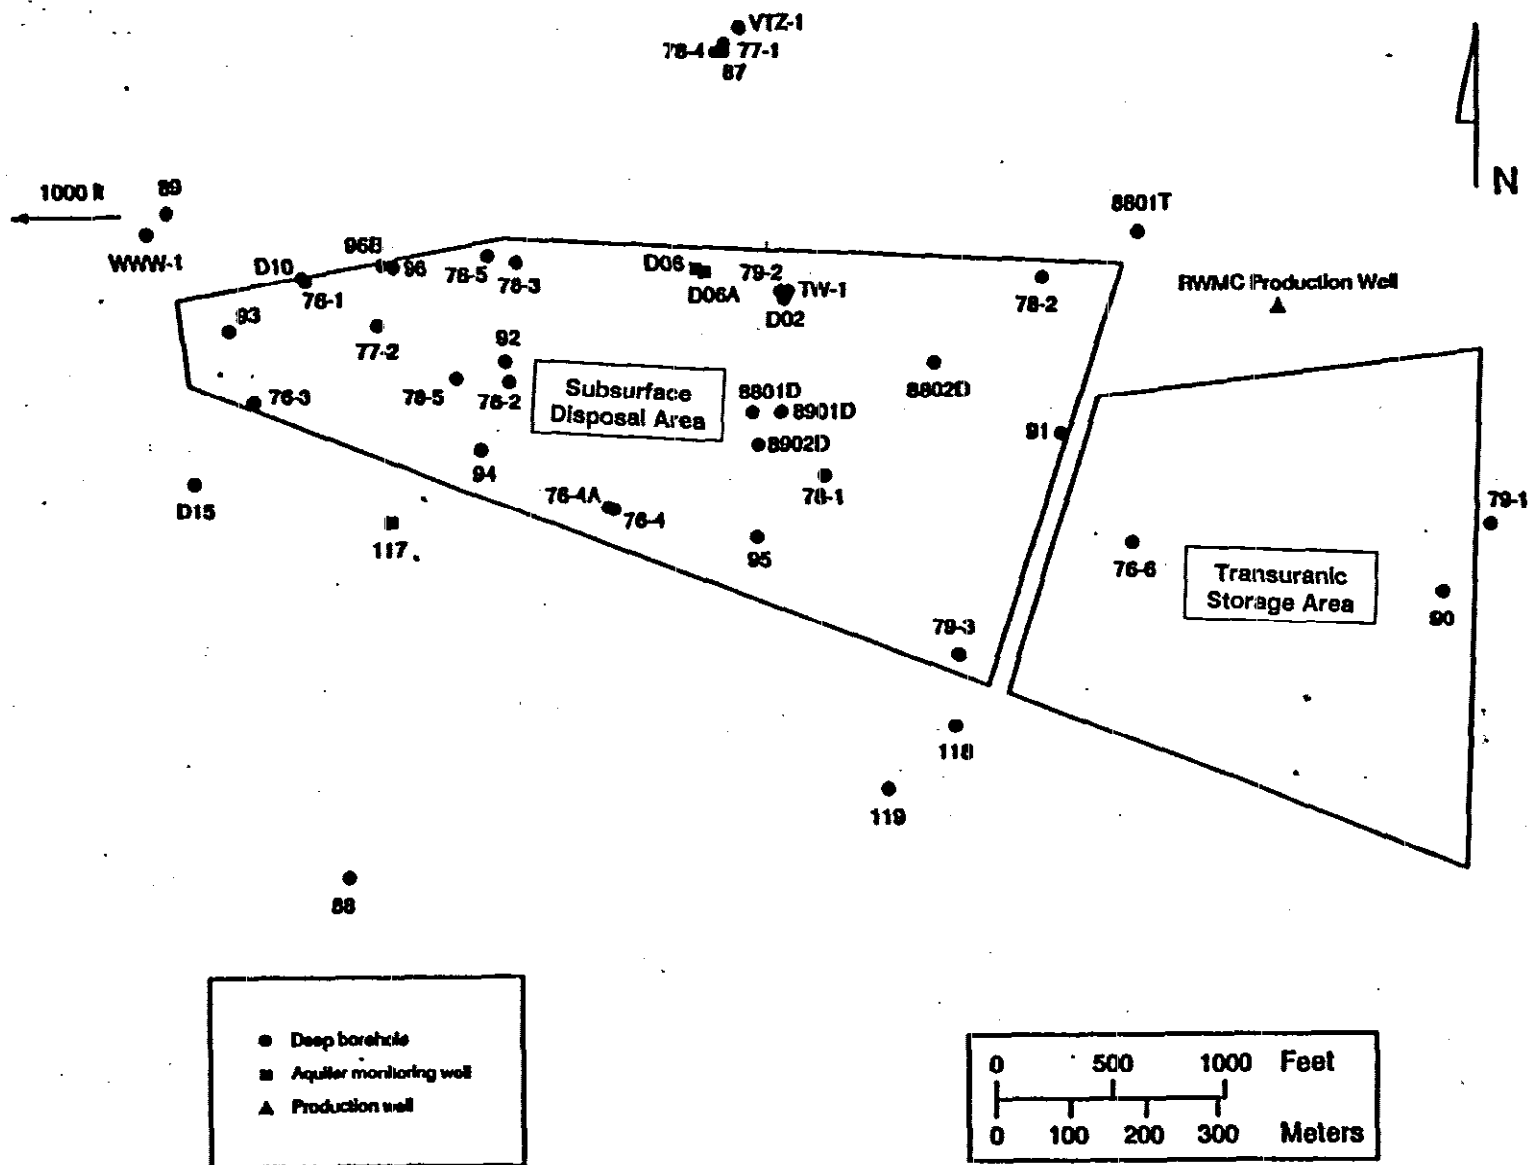 VTZ-1
78-4
77-1
87
N
1000 ft
89
WWW-1
8801T
RWMC Production Well
D10
76-1
96B
96
78-5
78-3
D06
D06A
79-2
TW-1
D02
78-2
93
77-2
92
78-5
76-2
Subsurface
Disposal Area
8801D
8901D
8902D
8802D
91
76-3
94
D15
117
76-4A
76-4
78-1
95
79-1
76-6
Transuranic
Storage Area
90
79-3
118
119
88
Deep borehole
Aquifer monitoring well
Production well
0 500 1000 Feet
0 100 200 300 Meters